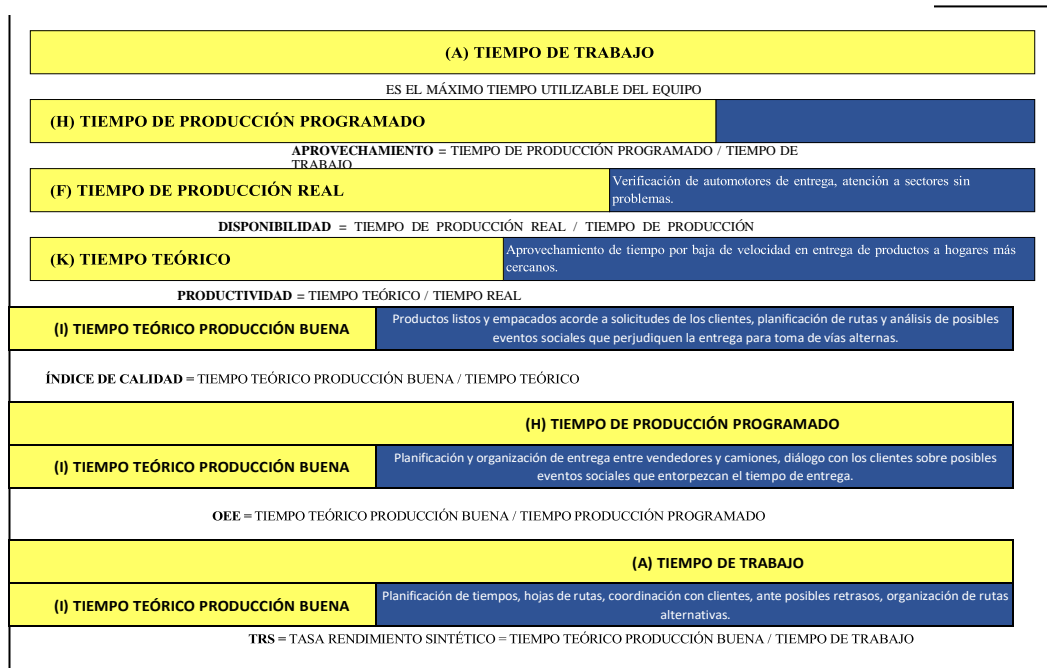 (A) TIEMPO DE TRABAJO
ES EL MÁXIMO TIEMPO UTILIZABLE DEL EQUIPO
(H) TIEMPO DE PRODUCCIÓN PROGRAMADO
APROVECHAMIENTO = TIEMPO DE PRODUCCIÓN PROGRAMADO / TIEMPO DE
TRABAJO
(F) TIEMPO DE PRODUCCIÓN REAL
Verificación de automotores de entrega, atención a sectores sin
problemas.
DISPONIBILIDAD = TIEMPO DE PRODUCCIÓN REAL / TIEMPO DE PRODUCCIÓN
(K) TIEMPO TEÓRICO
Aprovechamiento de tiempo por baja de velocidad en entrega de productos a hogares más
cercanos.
PRODUCTIVIDAD = TIEMPO TEÓRICO / TIEMPO REAL
(I) TIEMPO TEÓRICO PRODUCCIÓN BUENA
Productos listos y empacados acorde a solicitudes de los clientes, planificación de rutas y análisis de posibles
eventos sociales que perjudiquen la entrega para toma de vías alternas.
ÍNDICE DE CALIDAD = TIEMPO TEÓRICO PRODUCCIÓN BUENA / TIEMPO TEÓRICO
(H) TIEMPO DE PRODUCCIÓN PROGRAMADO
(I) TIEMPO TEÓRICO PRODUCCIÓN BUENA
Planificación y organización de entrega entre vendedores y camiones, diálogo con los clientes sobre posibles
eventos sociales que entorpezcan el tiempo de entrega.
OEE = TIEMPO TEÓRICO PRODUCCIÓN BUENA / TIEMPO PRODUCCIÓN PROGRAMADO
(A) TIEMPO DE TRABAJO
(I) TIEMPO TEÓRICO PRODUCCIÓN BUENA
Planificación de tiempos, hojas de rutas, coordinación con clientes, ante posibles retrasos, organización de rutas
alternativas.
TRS = TASA RENDIMIENTO SINTÉTICO = TIEMPO TEÓRICO PRODUCCIÓN BUENA / TIEMPO DE TRABAJO